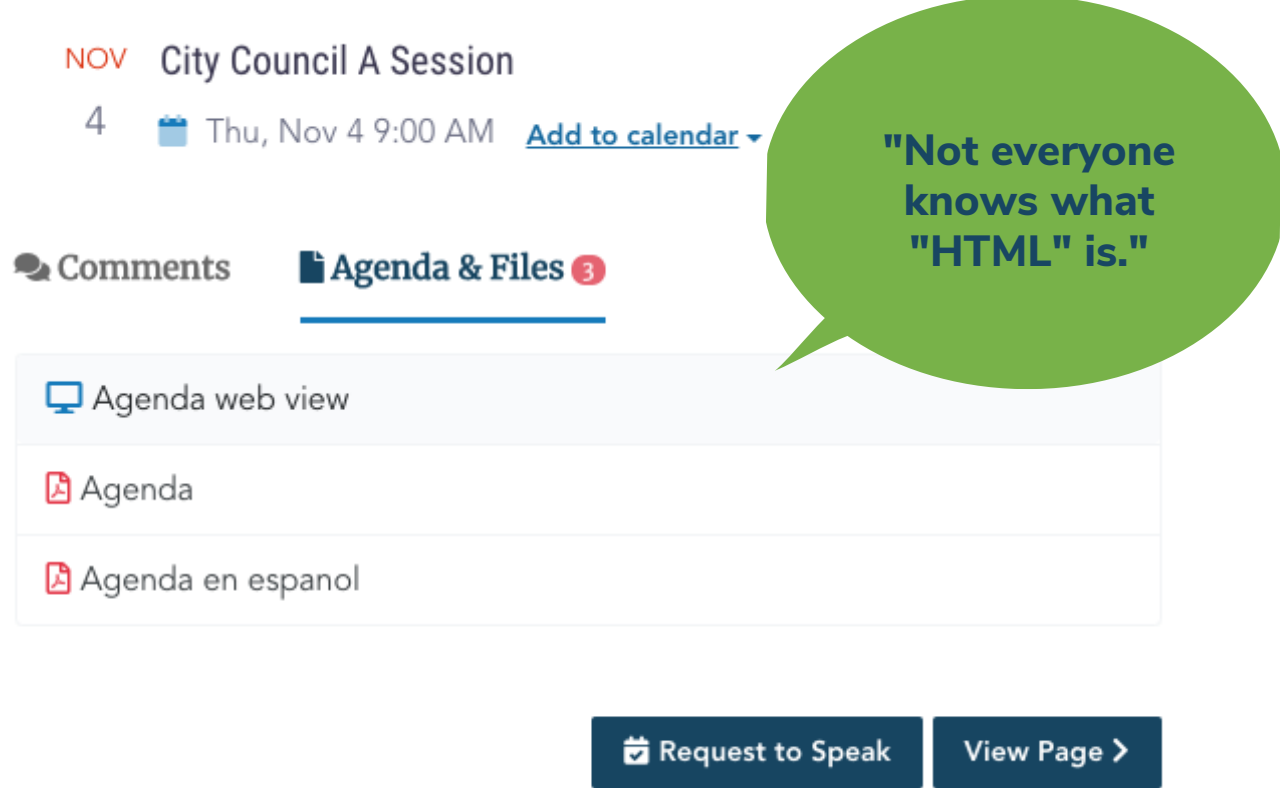 NOV
City Council A Session
4
Thu, Nov 4 9:00 AM
Add to calendar
"Not everyone
knows what
"HTML" is."
Comments
Agenda & Files 3
Agenda web view
Agenda
Agenda en espanol
Request to Speak
View Page